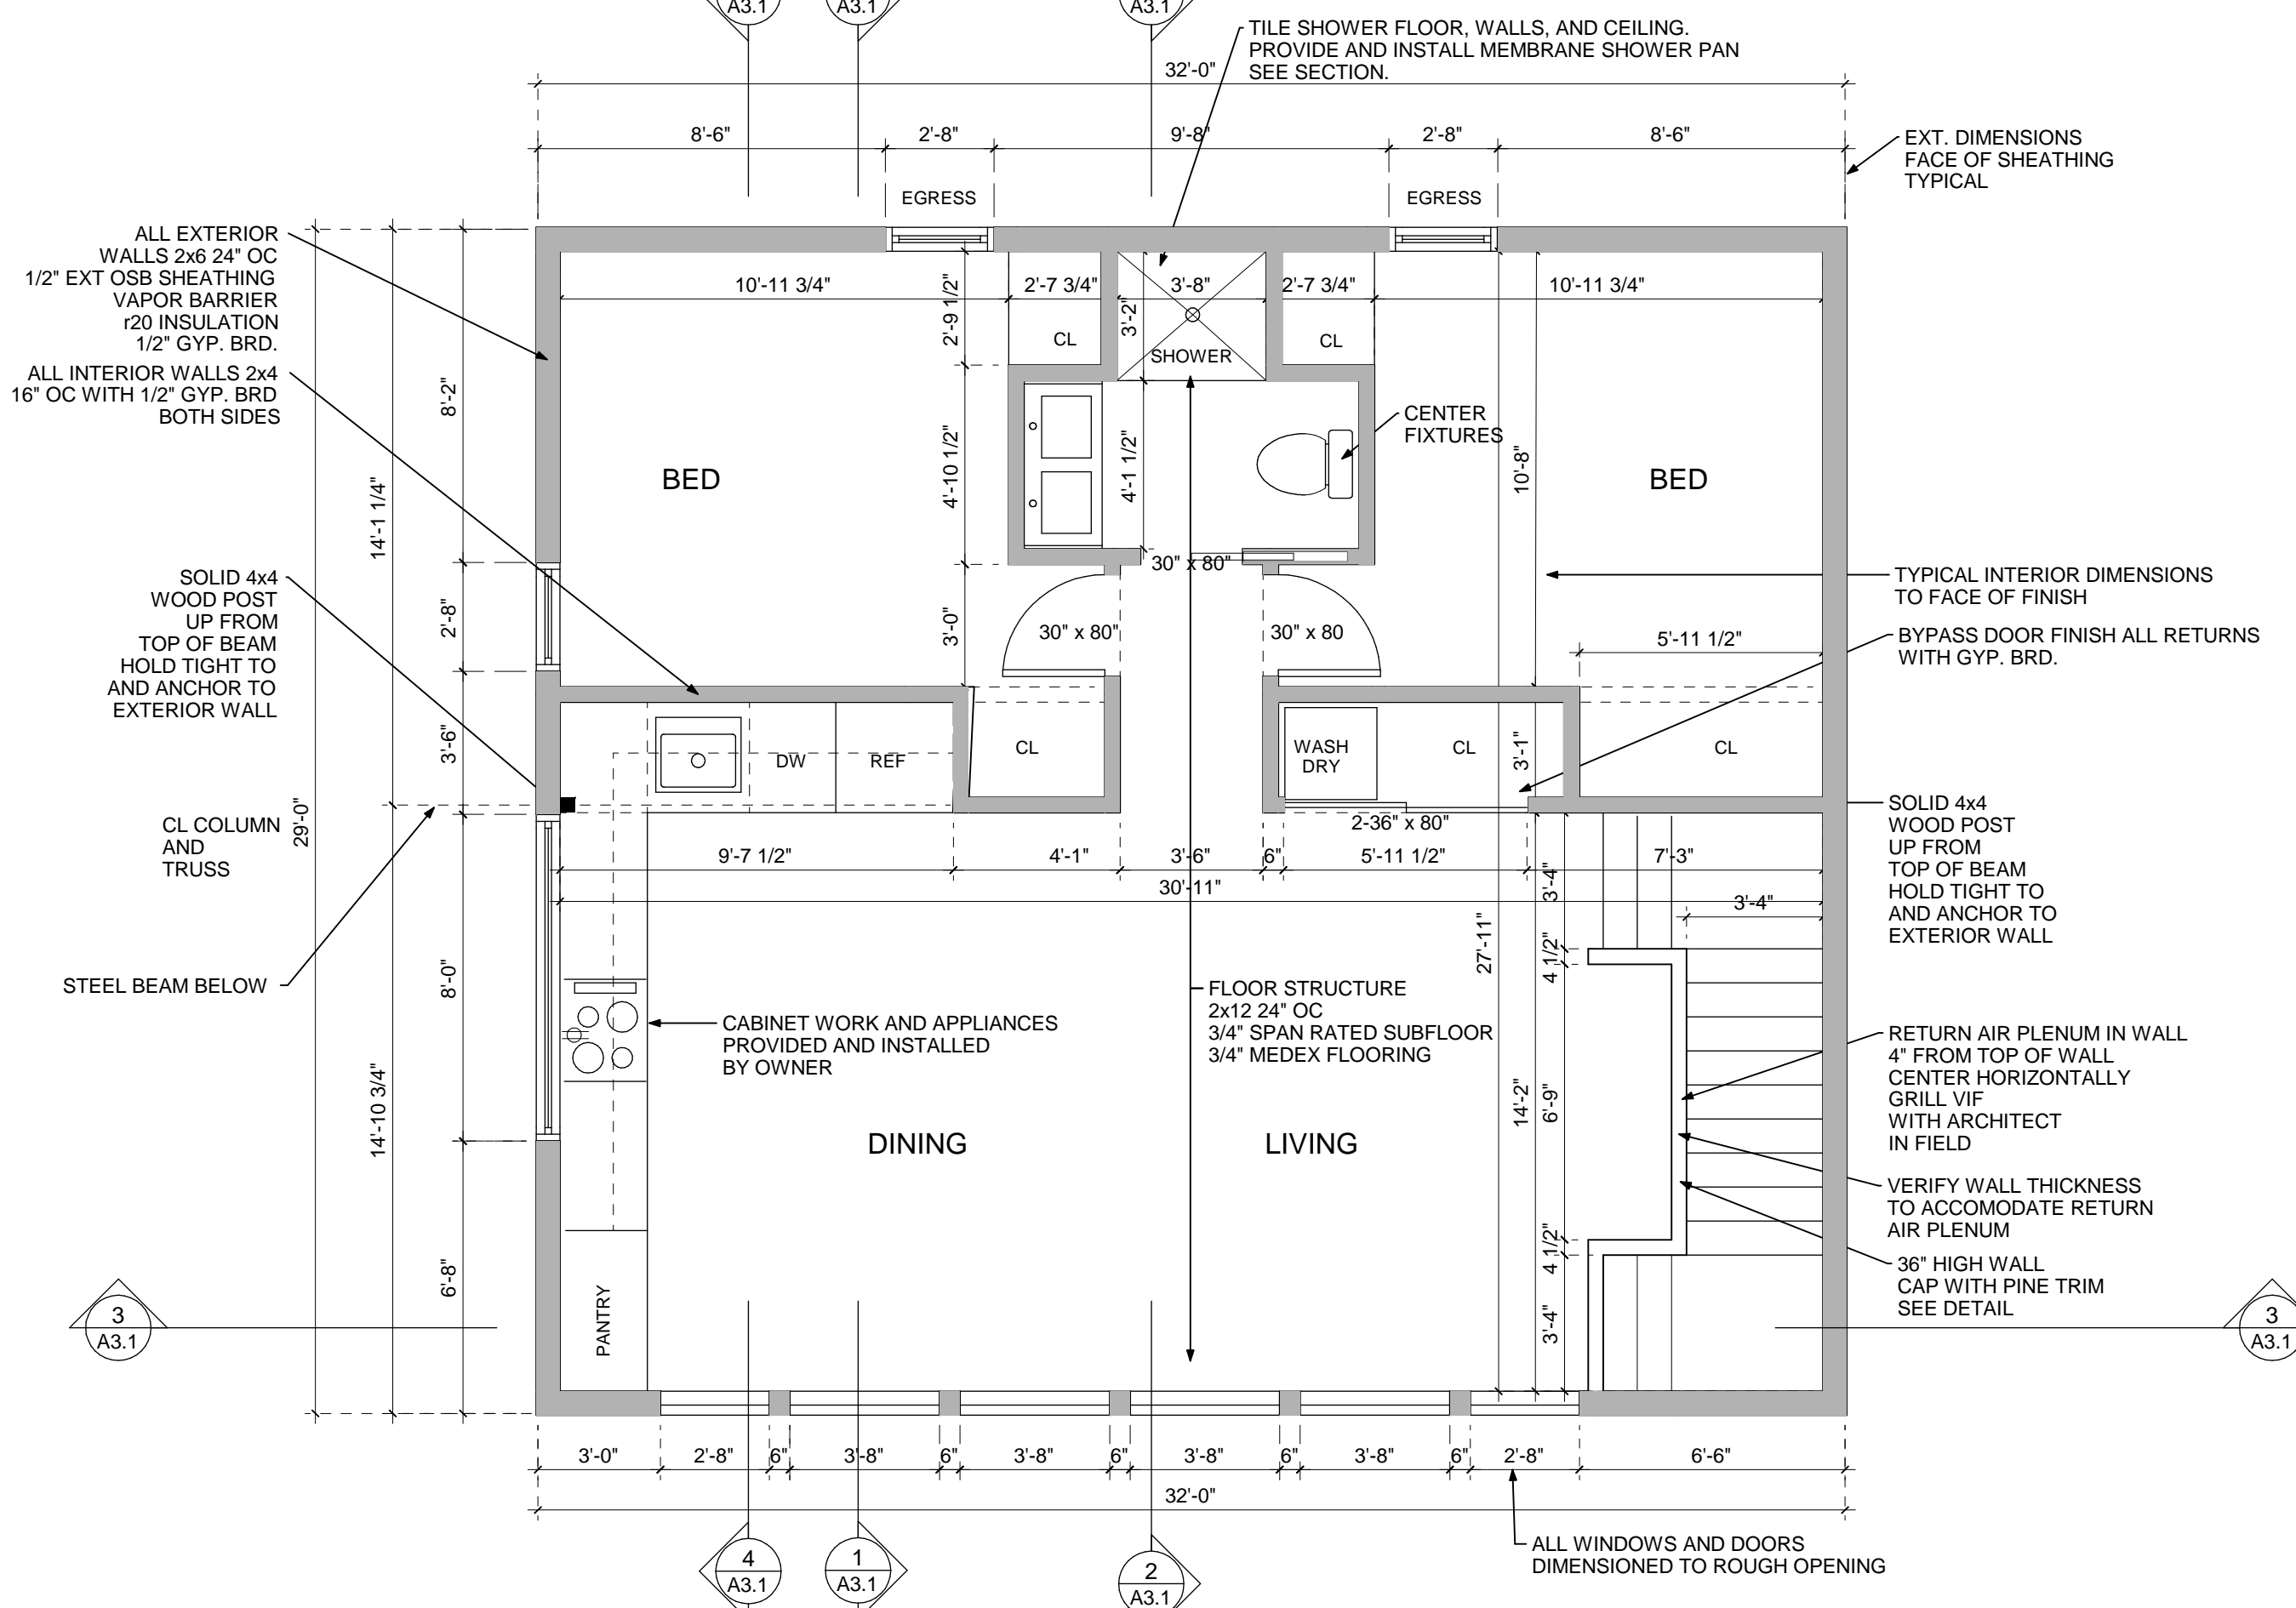 A3.1
A3.1
A3.1
TILE SHOWER FLOOR, WALLS, AND CEILING.
PROVIDE AND INSTALL MEMBRANE SHOWER PAN
SEE SECTION.
32'-0"
8'-6"
2'-8"
9'-8"
2'-8"
8'-6"
EXT. DIMENSIONS
FACE OF SHEATHING
TYPICAL
EGRESS
EGRESS
ALL EXTERIOR
WALLS 2x6 24" OC
1/2" EXT OSB SHEATHING
VAPOR BARRIER
r20 INSULATION
1/2" GYP. BRD.
ALL INTERIOR WALLS 2x4
16" OC WITH 1/2" GYP. BRD
BOTH SIDES
10'-11 3/4"
2'-9 1/2"
2'-7 3/4"
3'-2"
3'-8"
2'-7 3/4"
10'-11 3/4"
CL
SHOWER
CL
8'-2"
CENTER
FIXTURES
BED
4'-10 1/2"
4'-1 1/2"
10'-8"
BED
14'-1 1/4"
SOLID 4x4
WOOD POST
UP FROM
TOP OF BEAM
HOLD TIGHT TO
AND ANCHOR TO
EXTERIOR WALL
2'-8"
30" x 80"
3'-0"
30" x 80"
30" x 80
TYPICAL INTERIOR DIMENSIONS
TO FACE OF FINISH
5'-11 1/2"
BYPASS DOOR FINISH ALL RETURNS
WITH GYP. BRD.
3'-6"
DW
REF
CL
WASH
DRY
CL
3'-1"
CL
29'-0"
CL COLUMN
AND
TRUSS
2-36" x 80"
SOLID 4x4
WOOD POST
UP FROM
TOP OF BEAM
HOLD TIGHT TO
AND ANCHOR TO
EXTERIOR WALL
9'-7 1/2"
4'-1"
3'-6"
6"
5'-11 1/2"
7'-3"
30'-11"
3'-4"
3'-4"
27'-11"
4 1/2"
STEEL BEAM BELOW
8'-0"
FLOOR STRUCTURE
2x12 24" OC
3/4" SPAN RATED SUBFLOOR
3/4" MEDEX FLOORING
CABINET WORK AND APPLIANCES
PROVIDED AND INSTALLED
BY OWNER
RETURN AIR PLENUM IN WALL
4" FROM TOP OF WALL
CENTER HORIZONTALLY
GRILL VIF
WITH ARCHITECT
IN FIELD
14'-10 3/4"
DINING
LIVING
14'-2"
6'-9"
VERIFY WALL THICKNESS
TO ACCOMODATE RETURN
AIR PLENUM
4 1/2"
36" HIGH WALL
CAP WITH PINE TRIM
SEE DETAIL
6'-8"
PANTRY
3'-4"
3
A3.1
3
A3.1
3'-0"
2'-8"
6"
3'-8"
6"
3'-8"
6"
3'-8"
6"
3'-8"
6"
2'-8"
6'-6"
32'-0"
ALL WINDOWS AND DOORS
DIMENSIONED TO ROUGH OPENING
4
A3.1
1
A3.1
2
A3.1